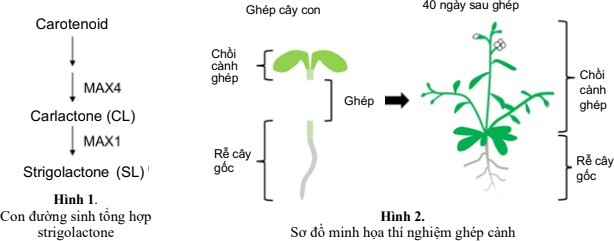 Carotenoid
MAX4
Carlactone (CL)
MAX1
Strigolactone (SL)
Hình 1.
Con đường sinh tổng hợp
strigolactone
Ghép cây con
40 ngày sau ghép
Chồi
cành
ghép
Ghép
Rễ cây
gốc
Chồi
cành
ghép
Rễ cây
gốc
Hình 2.
Sơ đồ minh họa thí nghiệm ghép cành